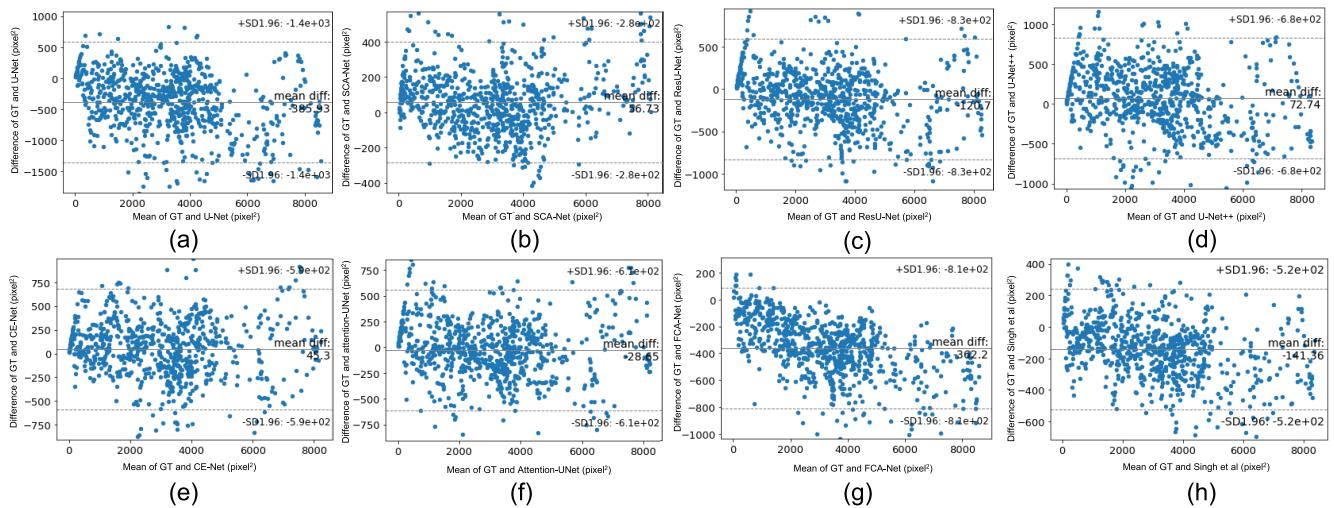 Difference of GT and U-Net (pixel²)
1000
500
0
−500
−1000
−1500
+SD1.96: -1.4e+03
mean diff:
-385.93
-SD1.96: -1.4e+03
0 2000 4000 6000 8000
Mean of GT and U-Net (pixel²)
(a)
Difference of GT and SCA-Net (pixel²)
400
200
0
−200
−400
+SD1.96: -2.8e+02
mean diff:
56.73
-SD1.96: -2.8e+02
0 2000 4000 6000 8000
Mean of GT and SCA-Net (pixel²)
(b)
Difference of GT and ResU-Net (pixel²)
500
0
−500
−1000
+SD1.96: -8.3e+02
mean diff:
-120.7
-SD1.96: -8.3e+02
0 2000 4000 6000 8000
Mean of GT and ResU-Net (pixel²)
(c)
Difference of GT and U-Net++ (pixel²)
1000
500
0
−500
−1000
+SD1.96: -6.8e+02
mean diff:
72.74
-SD1.96: -6.8e+02
0 2000 4000 6000 8000
Mean of GT and U-Net++ (pixel²)
(d)
Difference of GT and CE-Net (pixel²)
750
500
250
0
−250
−500
−750
+SD1.96: -5.9e+02
mean diff:
45.3
-SD1.96: -5.9e+02
0 2000 4000 6000 8000
Mean of GT and CE-Net (pixel²)
(e)
Difference of GT and attention-UNet (pixel²)
750
500
250
0
−250
−500
−750
+SD1.96: -6.1e+02
mean diff:
-28.65
-SD1.96: -6.1e+02
0 2000 4000 6000 8000
Mean of GT and Attention-UNet (pixel²)
(f)
Difference of GT and FCA-Net (pixel²)
200
0
−200
−400
−600
−800
−1000
+SD1.96: -8.1e+02
mean diff:
-362.2
-SD1.96: -8.1e+02
0 2000 4000 6000 8000
Mean of GT and FCA-Net (pixel²)
(g)
Difference of GT and Singh et al (pixel²)
400
200
0
−200
−400
−600
+SD1.96: -5.2e+02
mean diff:
-141.36
-SD1.96: -5.2e+02
0 2000 4000 6000 8000
Mean of GT and Singh et al (pixel²)
(h)